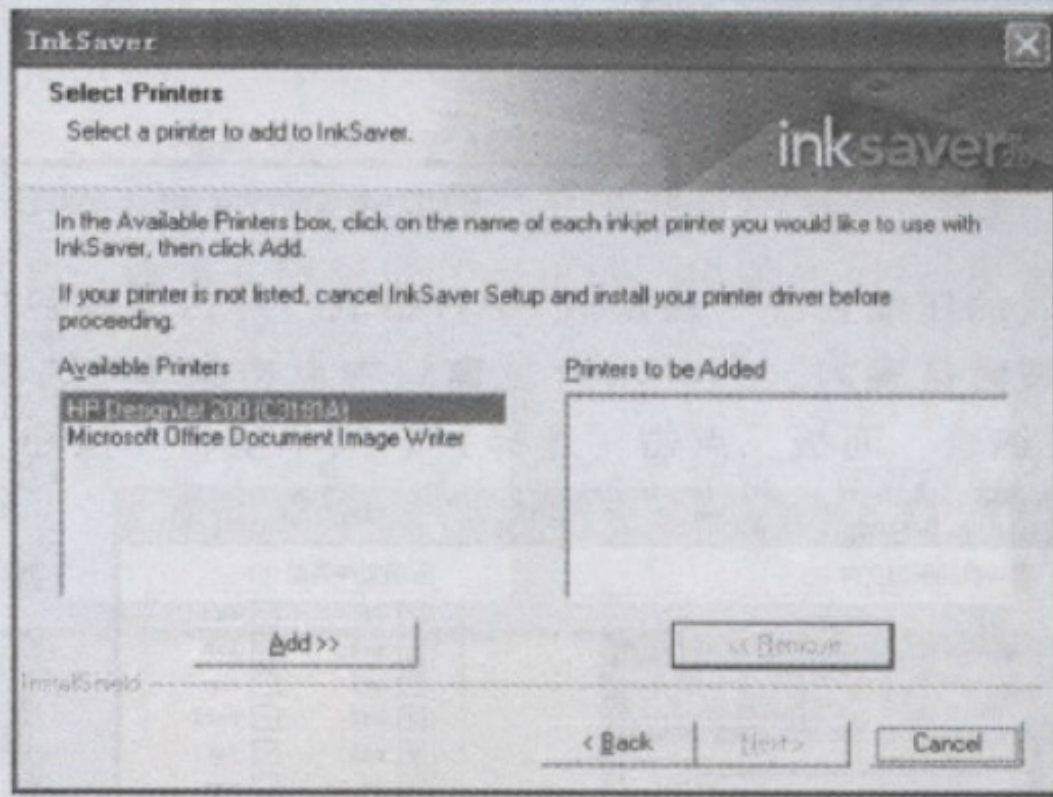 InkSaver
Select Printers
Select a printer to add to InkSaver.
inksaver 2.0
In the Available Printers box, click on the name of each inkjet printer you would like to use with
InkSaver, then click Add.
If your printer is not listed, cancel InkSaver Setup and install your printer driver before
proceeding.
Available Printers
Printers to be Added
HP DesignJet 200 (C3181A)
Microsoft Office Document Image Writer
Add >>
<< Remove
InstallShield
< Back
Next >
Cancel